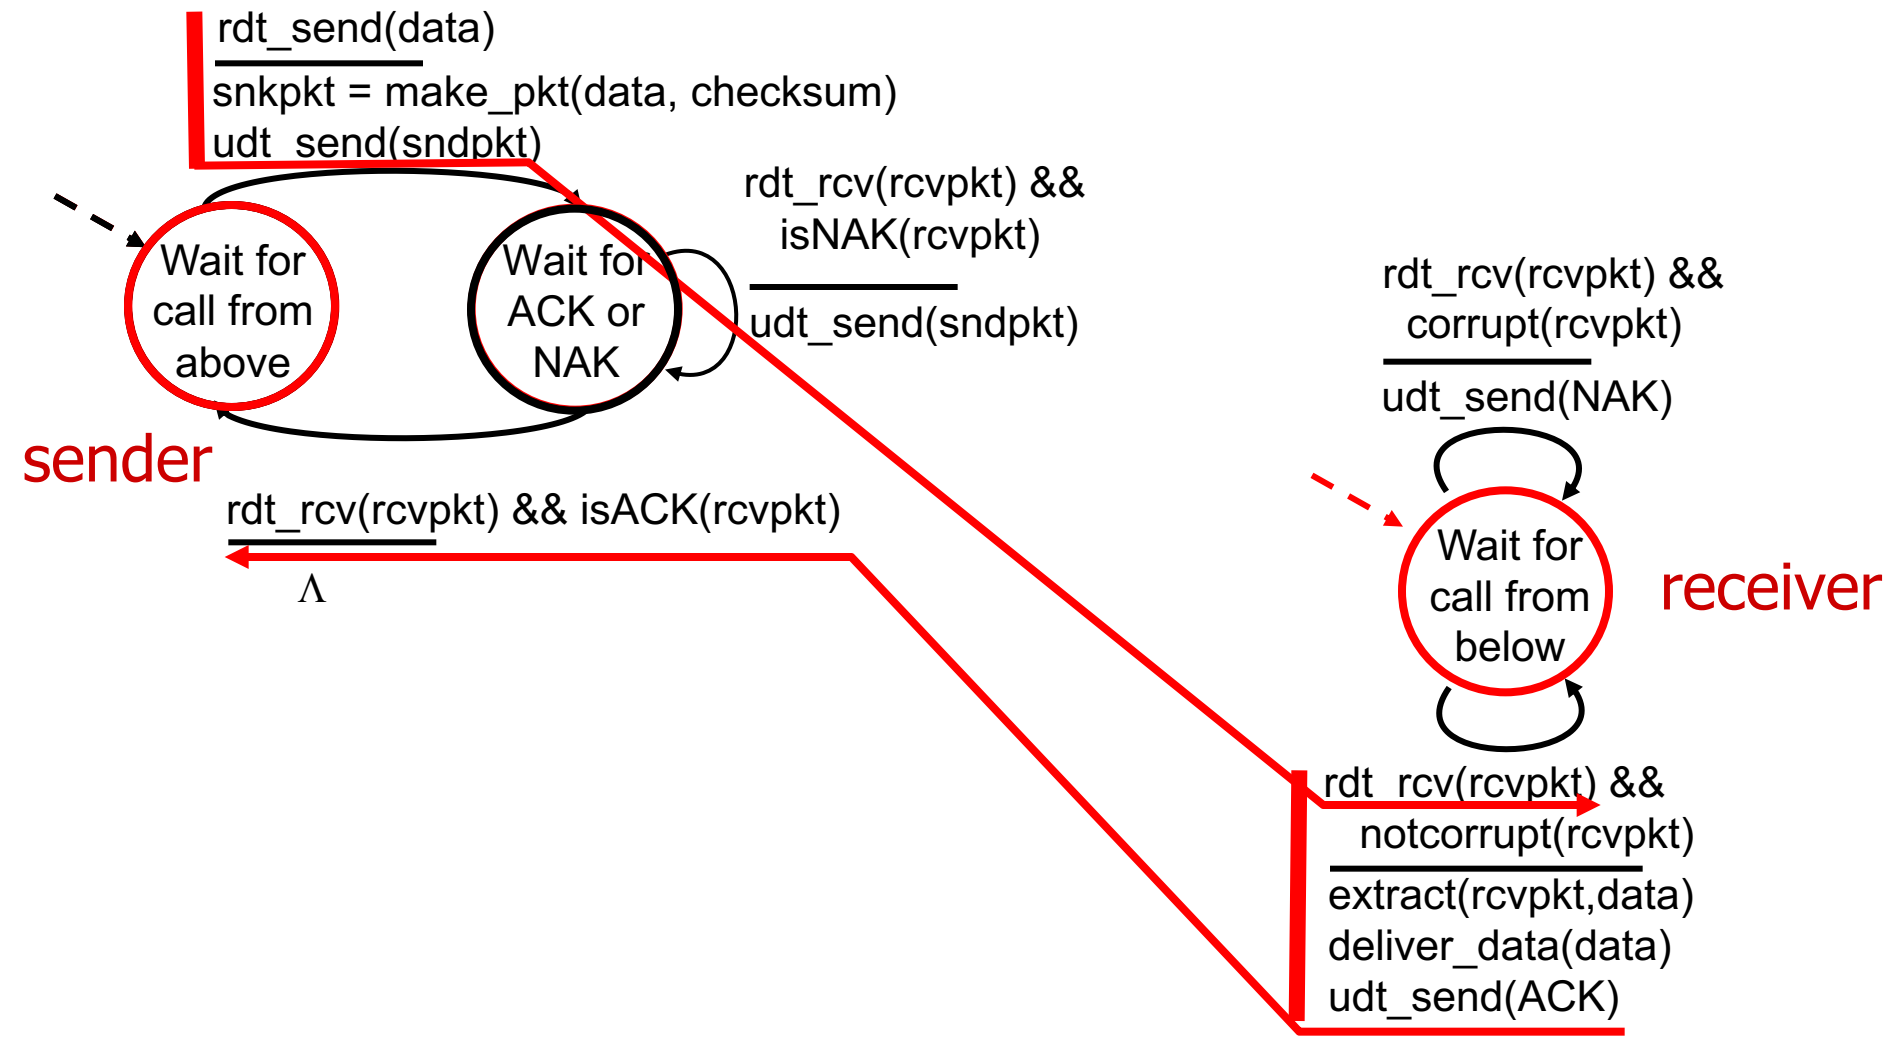 rdt_send(data)
snkpkt = make_pkt(data, checksum)
udt_send(sndpkt)
rdt_rcv(rcvpkt) &&
isNAK(rcvpkt)
udt_send(sndpkt)
Wait for
call from
above
Wait for
ACK or
NAK
sender
rdt_rcv(rcvpkt) && isACK(rcvpkt)
Λ
rdt_rcv(rcvpkt) &&
corrupt(rcvpkt)
udt_send(NAK)
Wait for
call from
below
receiver
rdt_rcv(rcvpkt) &&
notcorrupt(rcvpkt)
extract(rcvpkt,data)
deliver_data(data)
udt_send(ACK)